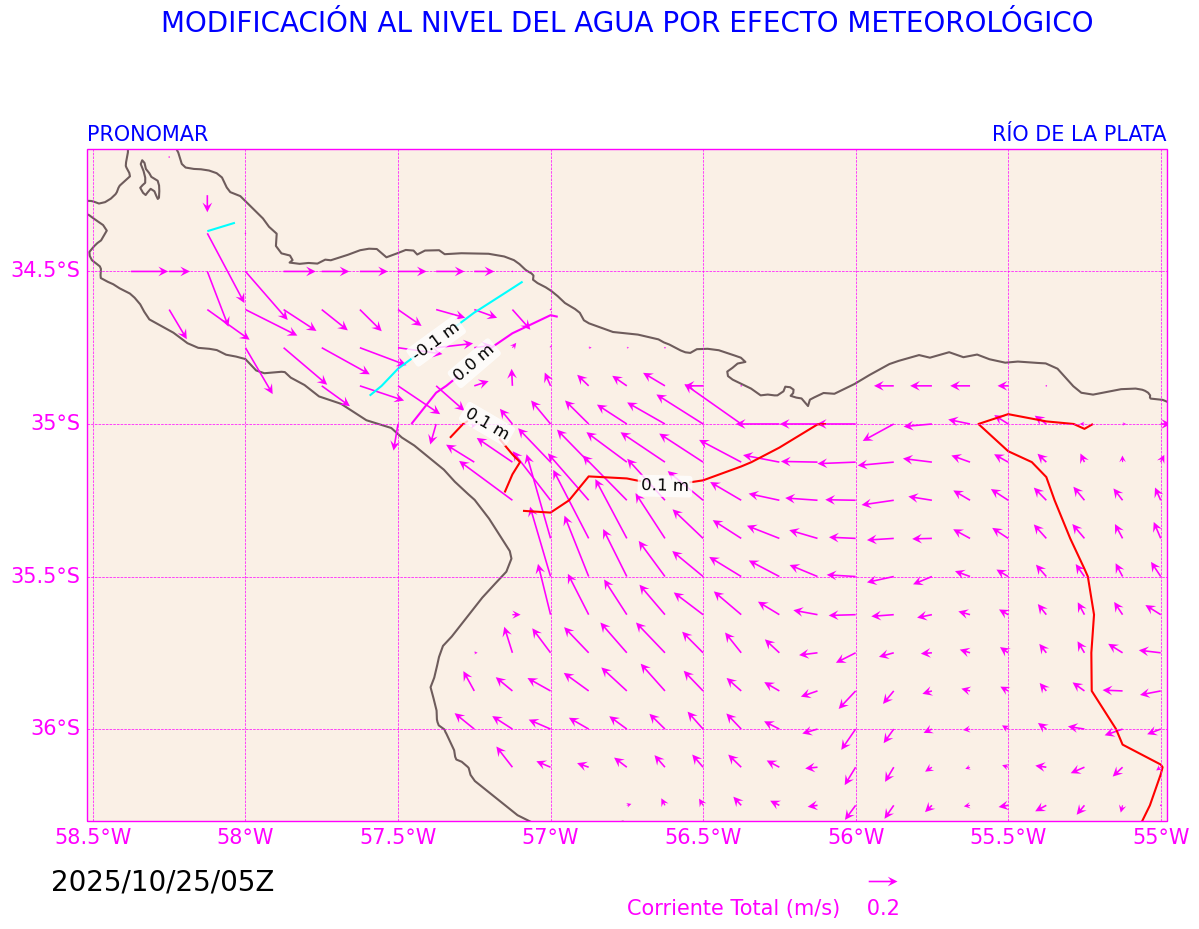 MODIFICACIÓN AL NIVEL DEL AGUA POR EFECTO METEOROLÓGICO
PRONOMAR RÍO DE LA PLATA
34.5°S
-0.1 m
0.0 m
0.1 m
35°S
0.1 m
35.5°S
36°S
58.5°W 58°W 57.5°W 57°W 56.5°W 56°W 55.5°W 55°W
2025/10/25/05Z
Corriente Total (m/s) 0.2